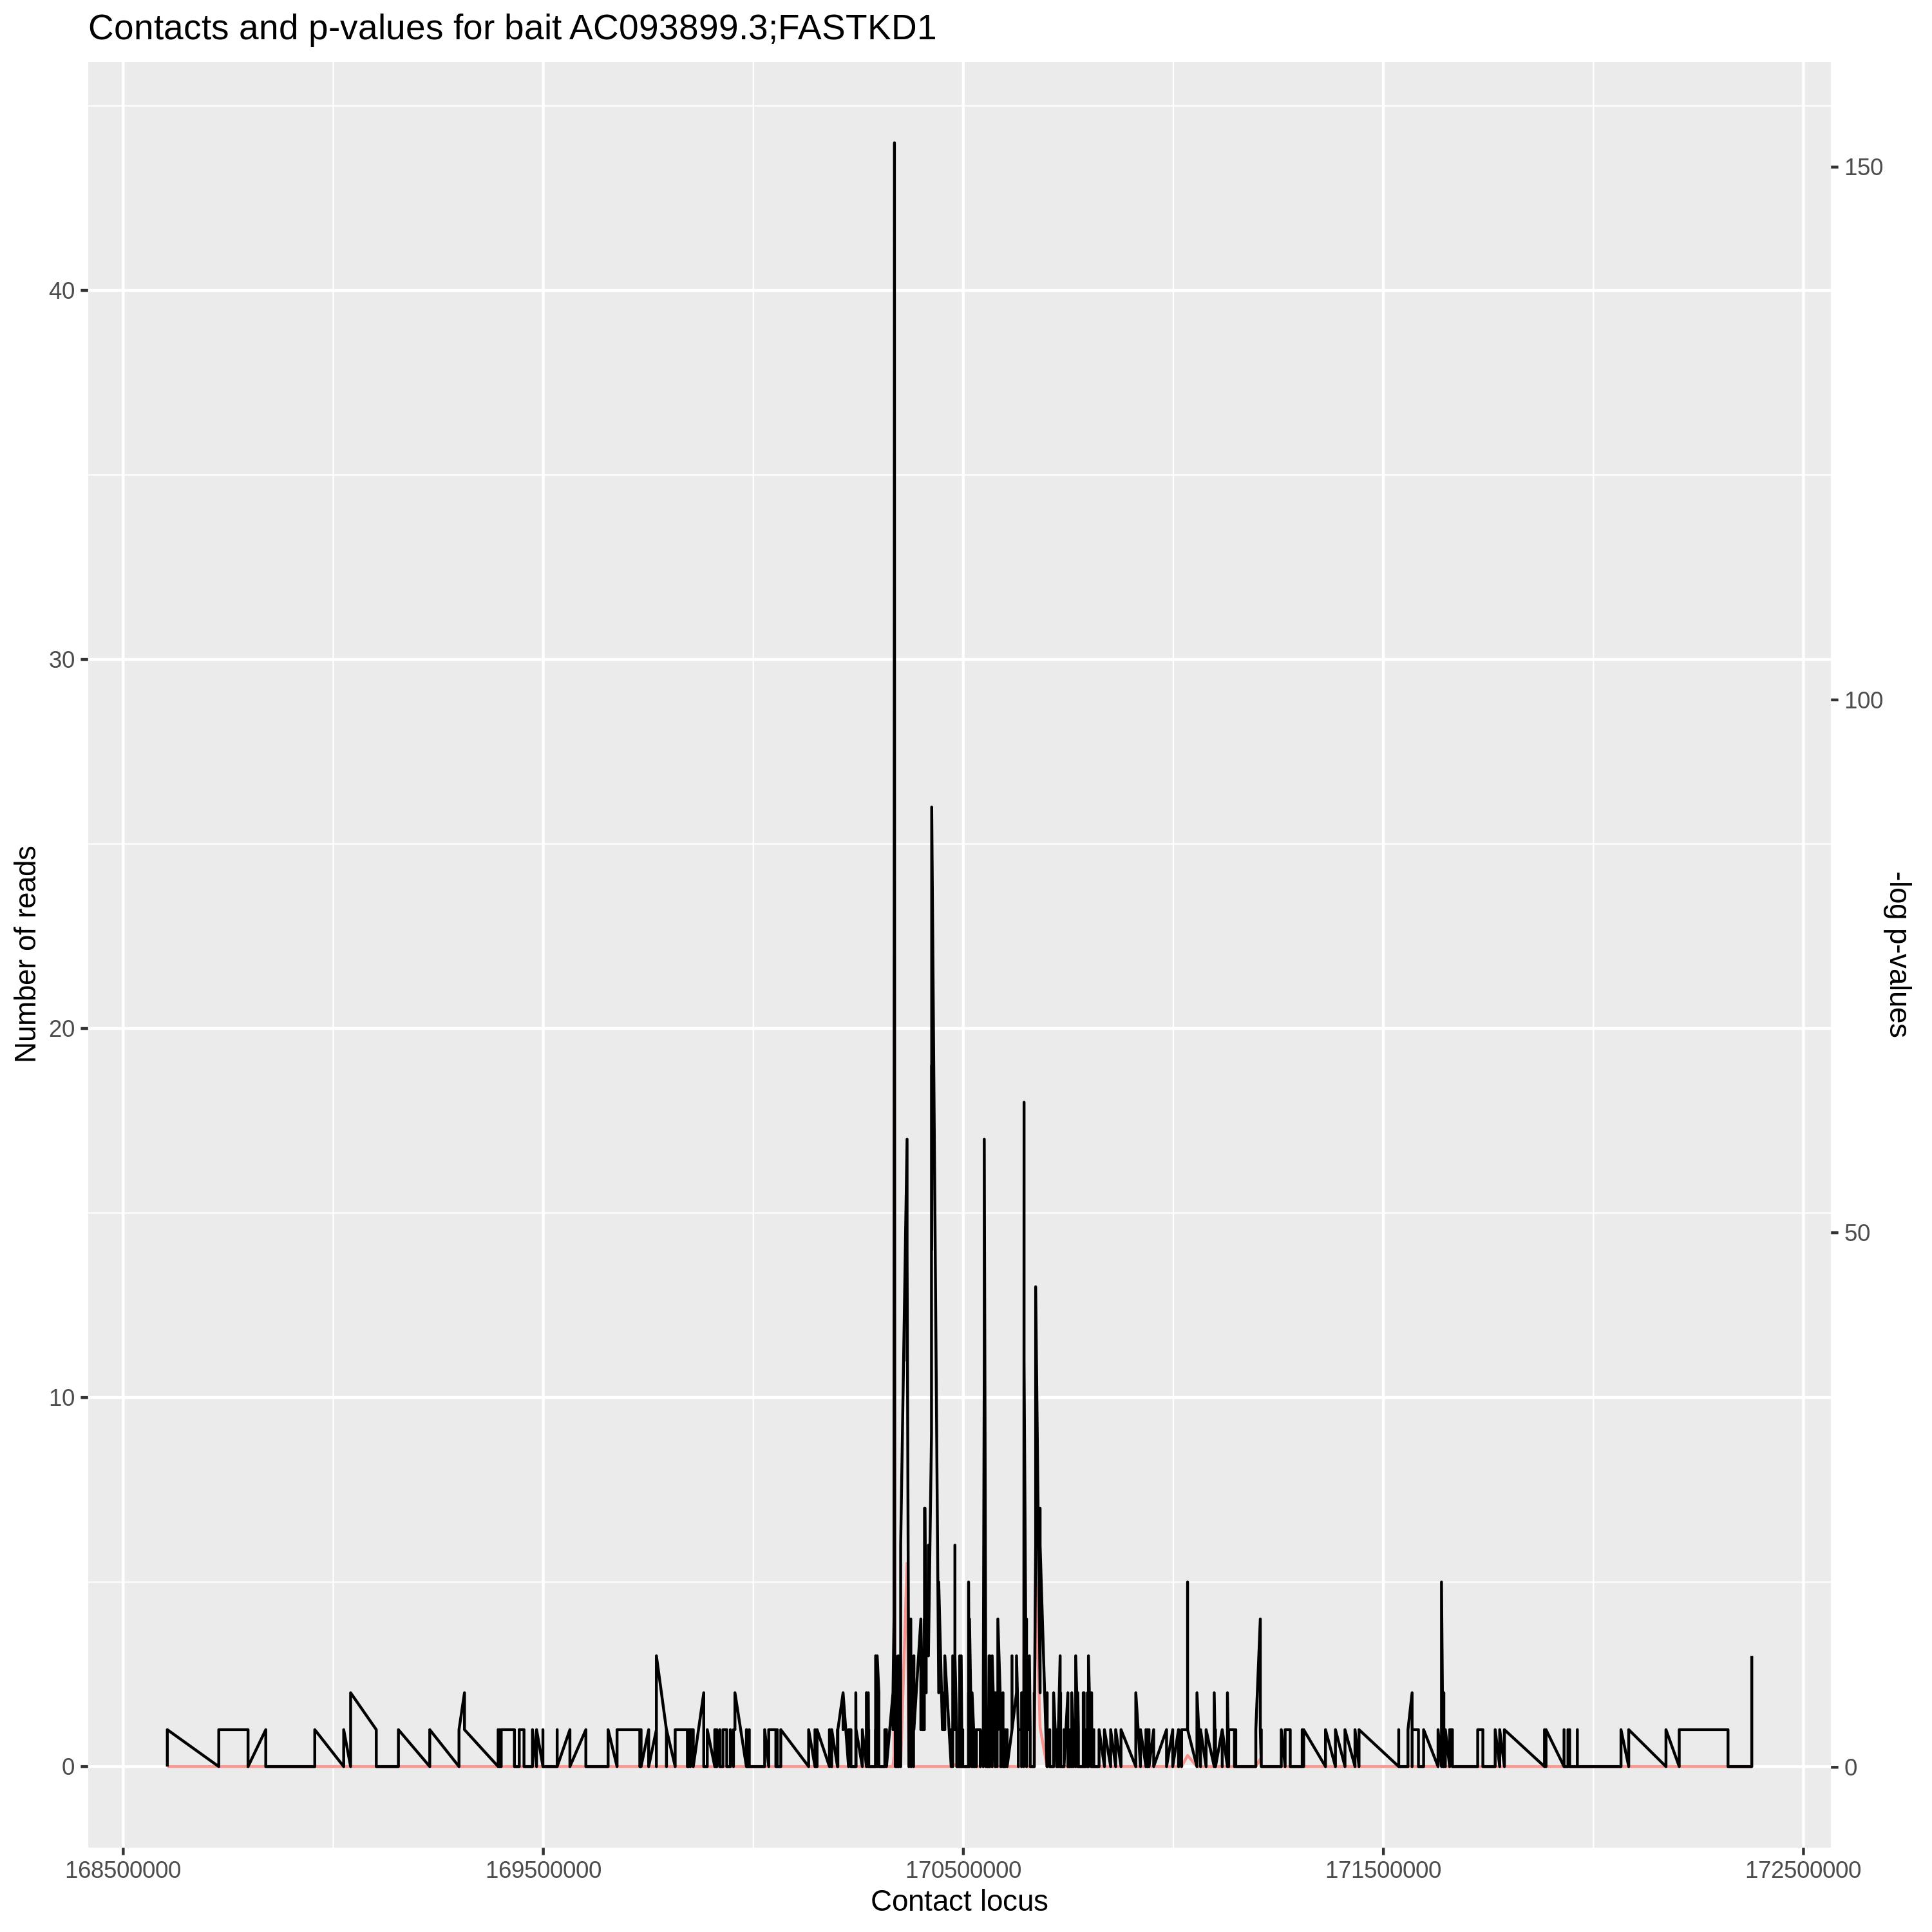 Contacts and p-values for bait AC093899.3;FASTKD1
Number of reads
40
30
20
10
0
150
100
50
0
-log p-values
168500000 169500000 170500000 171500000 172500000
Contact locus